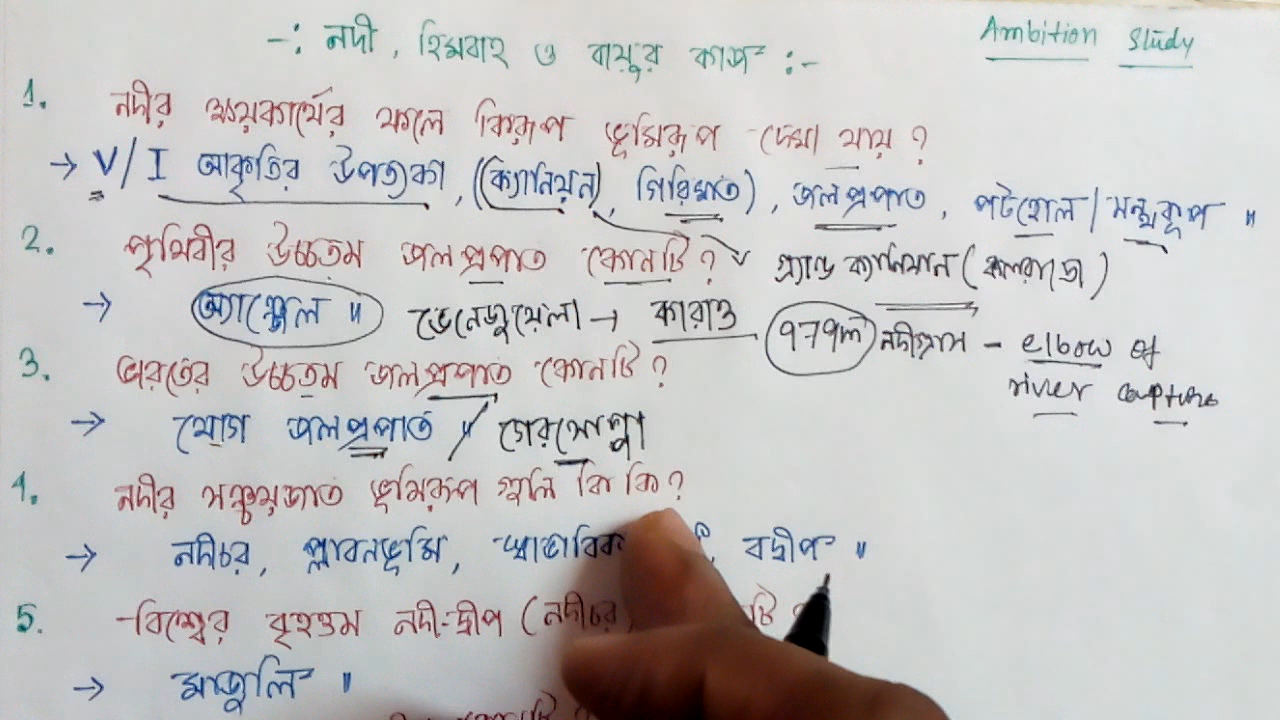 -: নদী, হিমবাহ ও বায়ুর কাজ :-
Ambition Study
1. নদীর ক্ষয়কার্যের ফলে কিরূপ ভূমিরূপ দেখা যায় ?
→ V/I আকৃতির উপত্যকা, ((ক্যানিয়ন), গিরিখাত), জলপ্রপাত, পটহোল/মন্থকূপ ॥
2. পৃথিবীর উচ্চতম জলপ্রপাত কোনটি ? গ্র্যান্ড ক্যানিয়ান (কলরাডো)
→ অ্যাঞ্জেল ॥ ভেনেজুয়েলা → কারাও ৯৭৯মি নদীগ্রাস - elbow of
river capture
3. ভারতের উচ্চতম জলপ্রপাত কোনটি ?
→ যোগ জলপ্রপাত ॥ / গেরসোপ্পা
4. নদীর সঞ্চয়জাত ভূমিরূপ গুলি কি কি ?
→ নদীচর, প্লাবনভূমি, স্বাভাবিক বদ্বীপ ॥
5. বিশ্বের বৃহত্তম নদী-দ্বীপ (নদীচর)
→ মাজুলি ॥